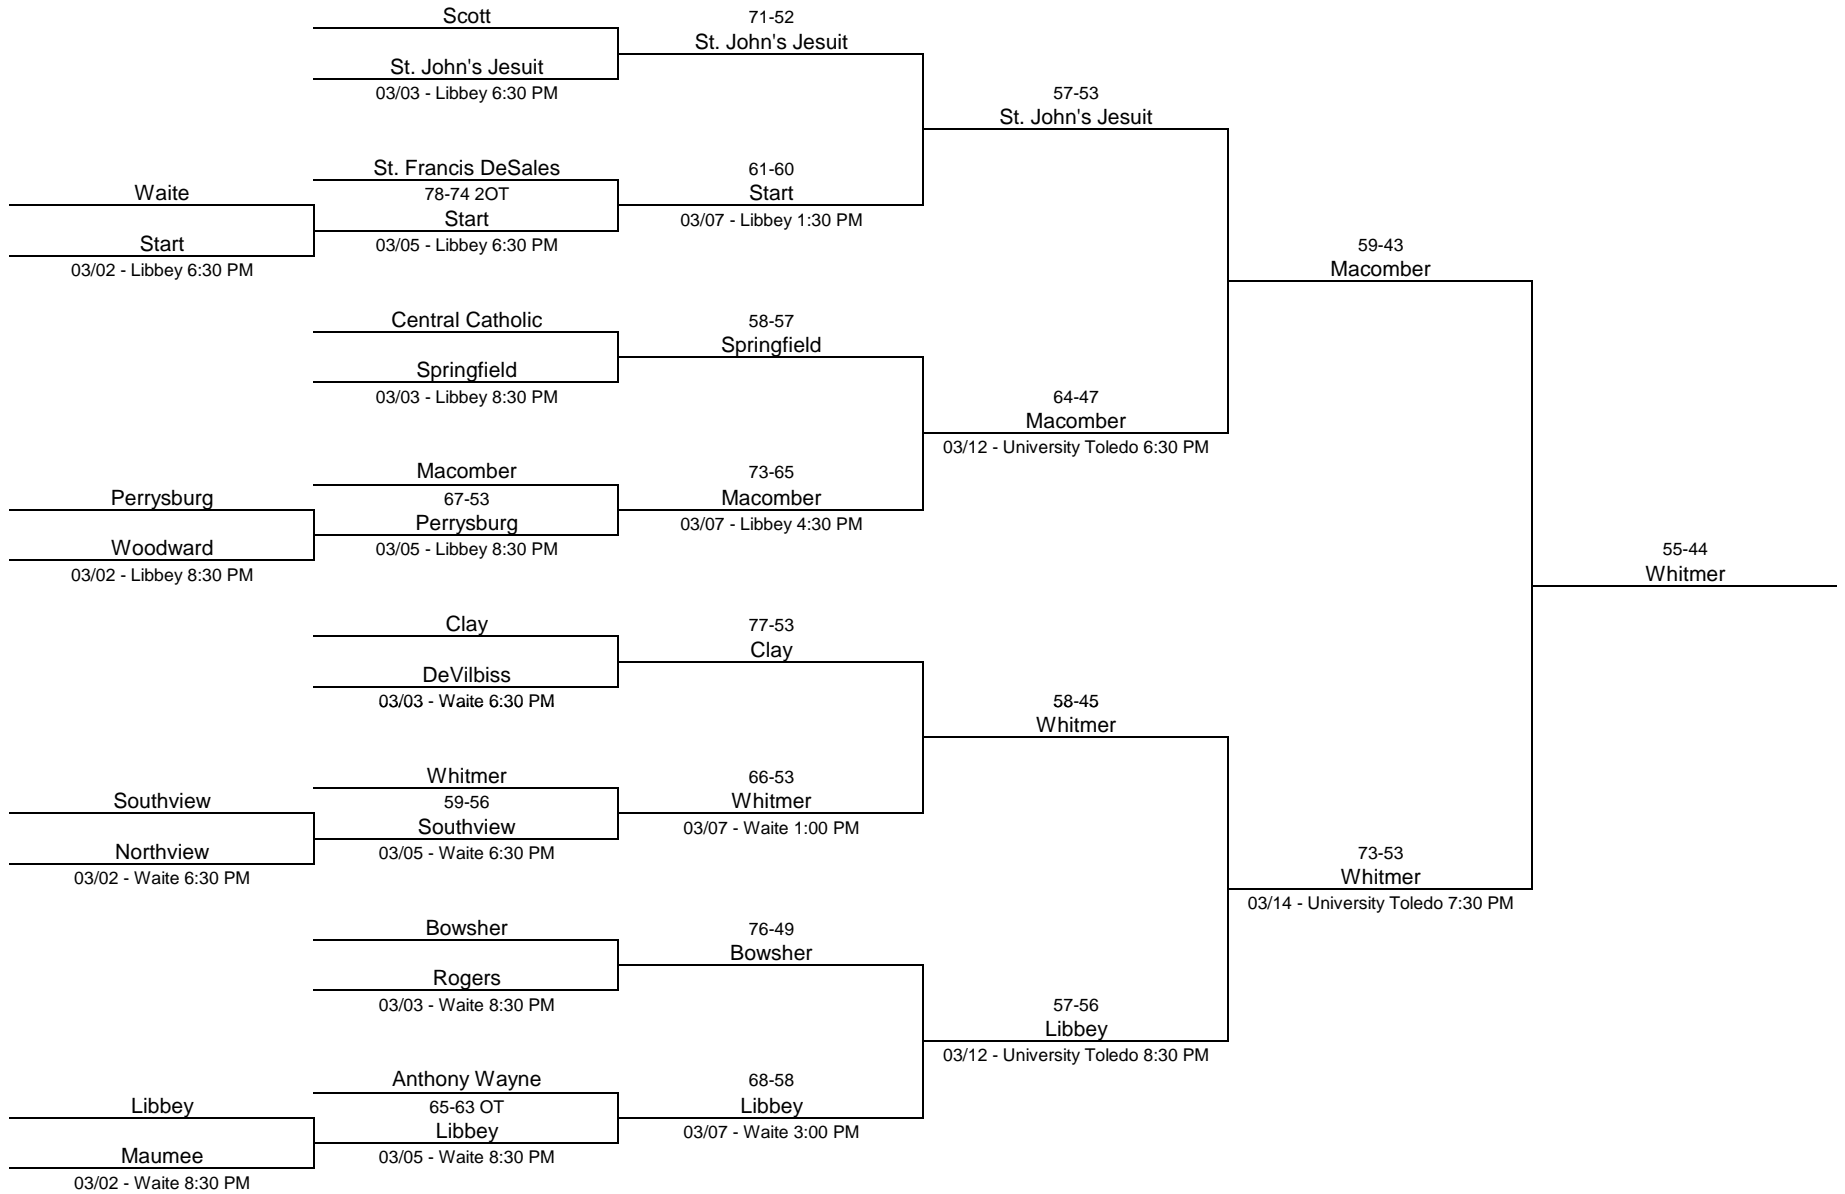 Scott
St. John's Jesuit
03/03 - Libbey 6:30 PM
71-52
St. John's Jesuit
Waite
Start
03/02 - Libbey 6:30 PM
St. Francis DeSales
78-74 2OT
Start
03/05 - Libbey 6:30 PM
61-60
Start
03/07 - Libbey 1:30 PM
57-53
St. John's Jesuit
Central Catholic
Springfield
03/03 - Libbey 8:30 PM
58-57
Springfield
Perrysburg
Woodward
03/02 - Libbey 8:30 PM
Macomber
67-53
Perrysburg
03/05 - Libbey 8:30 PM
73-65
Macomber
03/07 - Libbey 4:30 PM
64-47
Macomber
03/12 - University Toledo 6:30 PM
59-43
Macomber
Clay
DeVilbiss
03/03 - Waite 6:30 PM
77-53
Clay
Southview
Northview
03/02 - Waite 6:30 PM
Whitmer
59-56
Southview
03/05 - Waite 6:30 PM
66-53
Whitmer
03/07 - Waite 1:00 PM
58-45
Whitmer
Bowsher
Rogers
03/03 - Waite 8:30 PM
76-49
Bowsher
Libbey
Maumee
03/02 - Waite 8:30 PM
Anthony Wayne
65-63 OT
Libbey
03/05 - Waite 8:30 PM
68-58
Libbey
03/07 - Waite 3:00 PM
57-56
Libbey
03/12 - University Toledo 8:30 PM
73-53
Whitmer
03/14 - University Toledo 7:30 PM
55-44
Whitmer